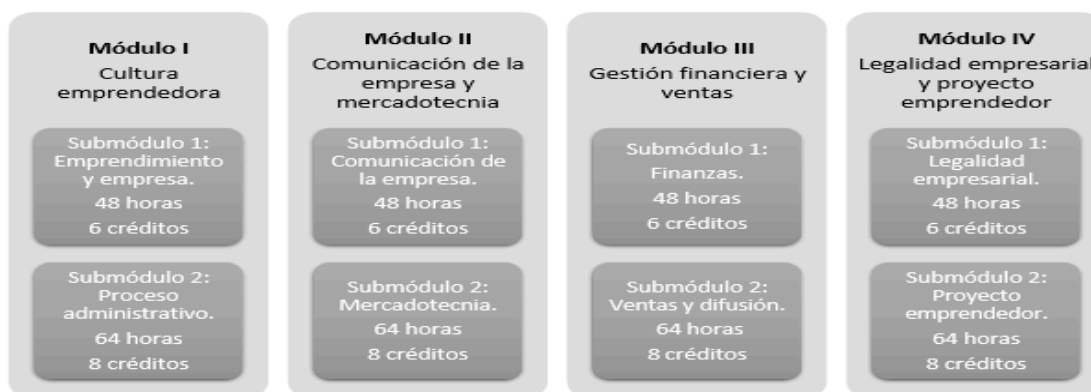 Módulo I
Cultura
emprendedora
Submódulo 1:
Emprendimiento
y empresa.
48 horas
6 créditos
Submódulo 2:
Proceso
administrativo.
64 horas
8 créditos
Módulo II
Comunicación de la
empresa y
mercadotecnia
Submódulo 1:
Comunicación de
la empresa.
48 horas
6 créditos
Submódulo 2:
Mercadotecnia.
64 horas
8 créditos
Módulo III
Gestión financiera y
ventas
Submódulo 1:
Finanzas.
48 horas
6 créditos
Submódulo 2:
Ventas y difusión.
64 horas
8 créditos
Módulo IV
Legalidad empresarial
y proyecto
emprendedor
Submódulo 1:
Legalidad
empresarial.
48 horas
6 créditos
Submódulo 2:
Proyecto
emprendedor.
64 horas
8 créditos